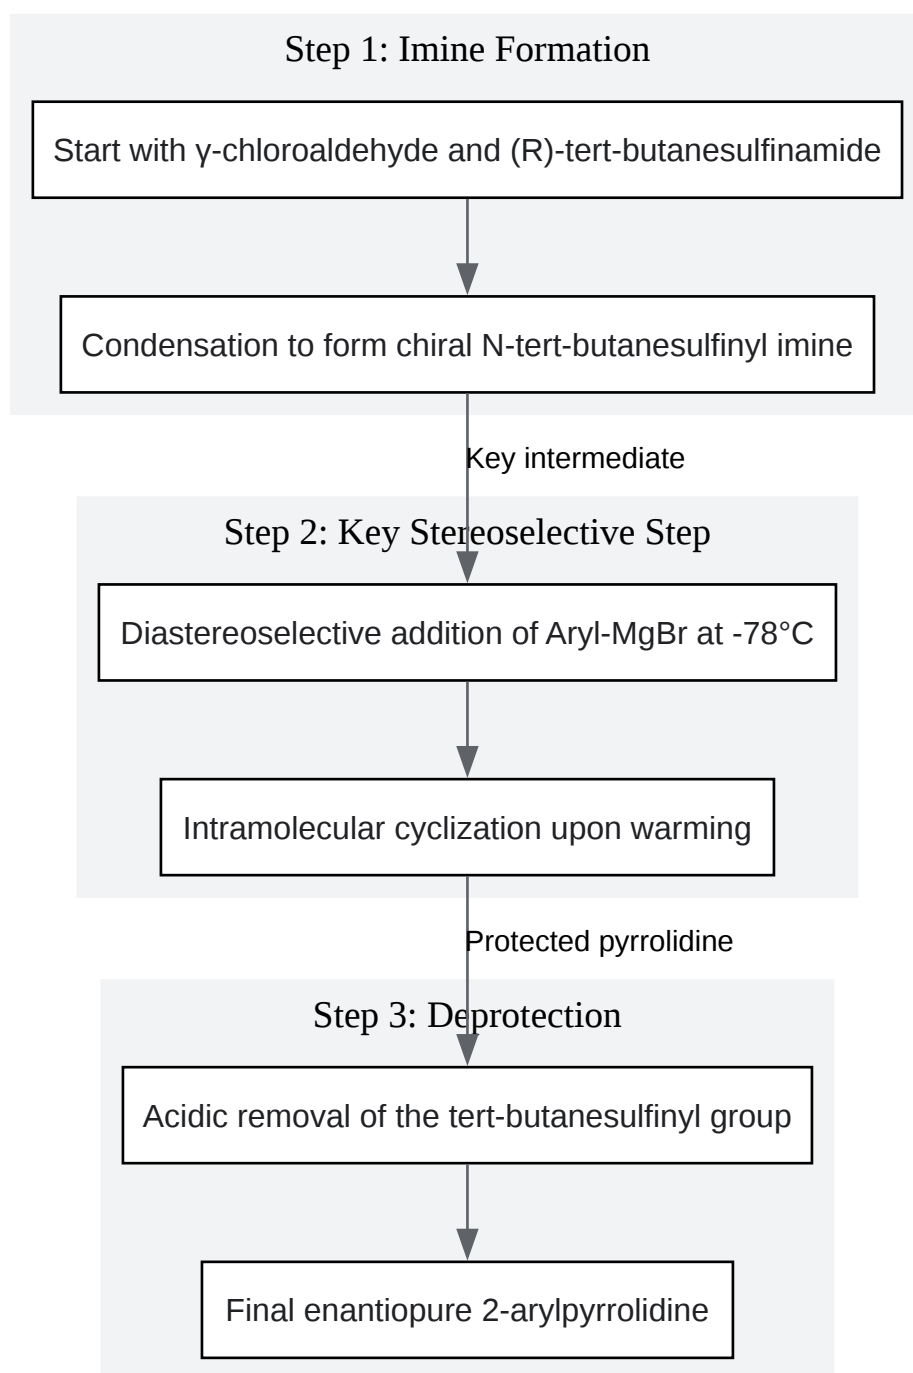 Step 1: Imine Formation
Start with γ-chloroaldehyde and (R)-tert-butanesulfinamide
Condensation to form chiral N-tert-butanesulfinyl imine
Key intermediate
Step 2: Key Stereoselective Step
Diastereoselective addition of Aryl-MgBr at -78°C
Intramolecular cyclization upon warming
Protected pyrrolidine
Step 3: Deprotection
Acidic removal of the tert-butanesulfinyl group
Final enantiopure 2-arylpyrrolidine